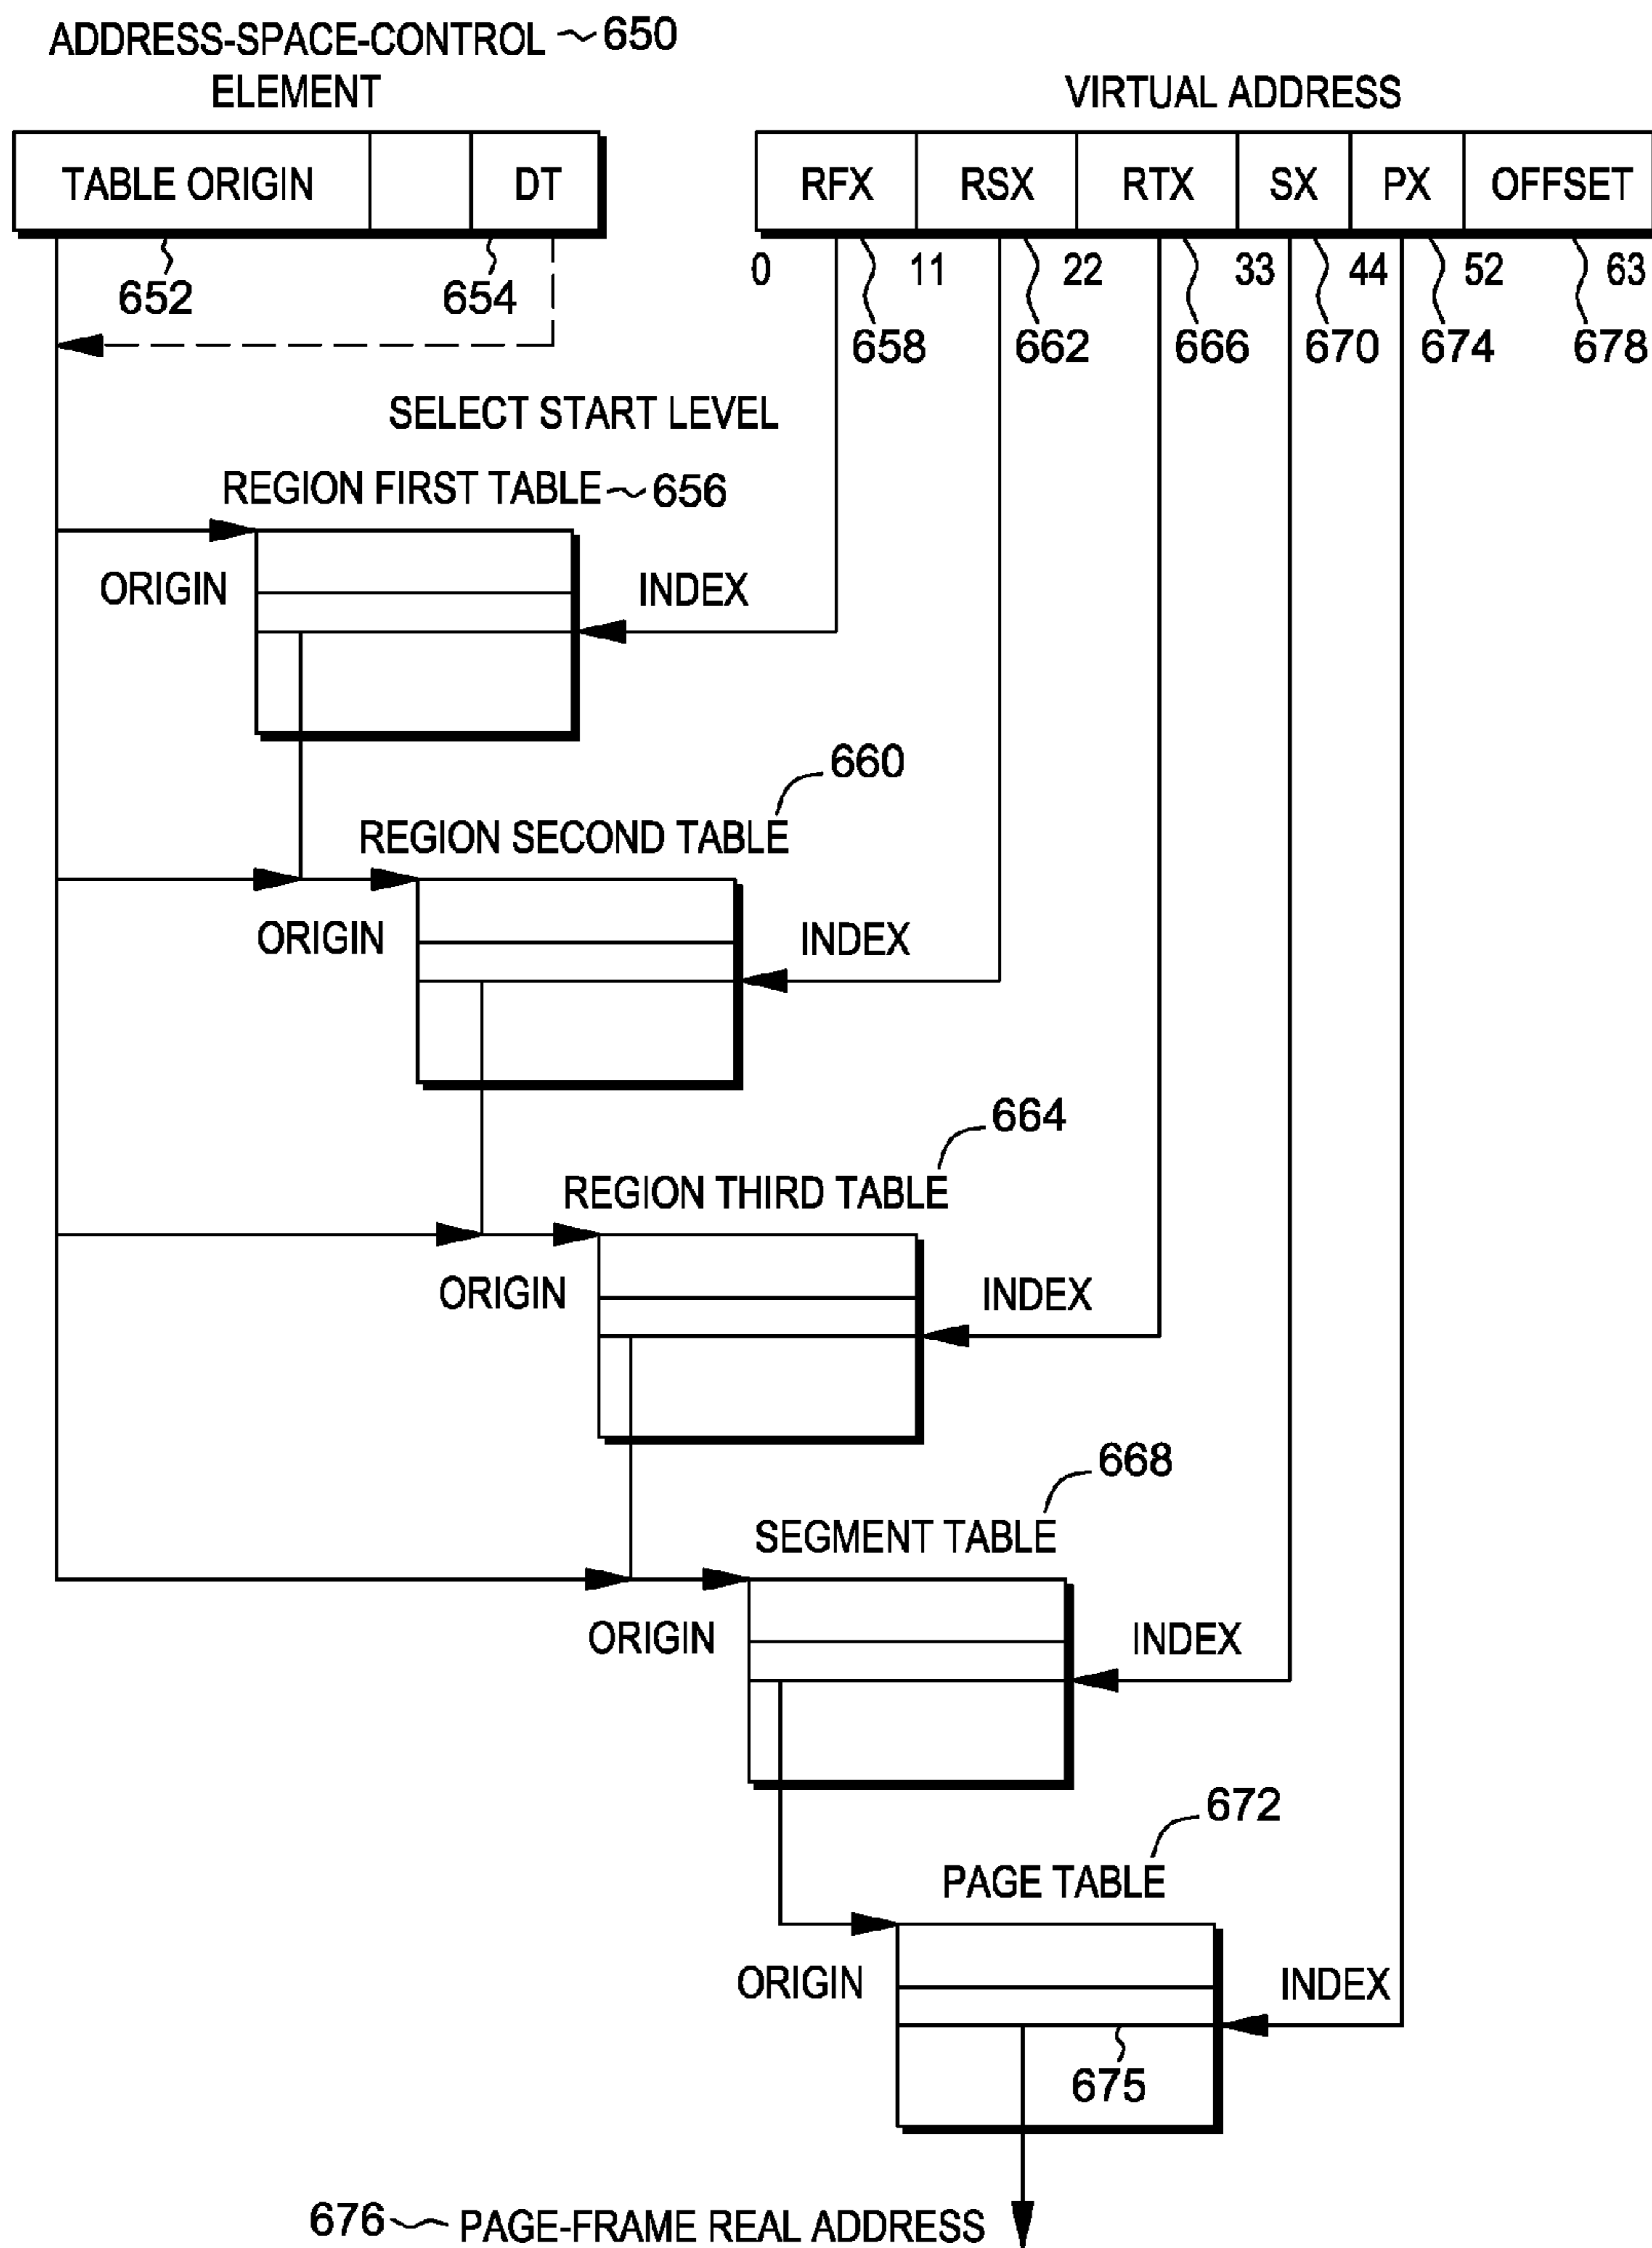 ADDRESS-SPACE-CONTROL 650
ELEMENT
VIRTUAL ADDRESS
TABLE ORIGIN DT
RFX RSX RTX SX PX OFFSET
0 11 22 33 44 52 63
652 654
658 662 666 670 674 678
SELECT START LEVEL
REGION FIRST TABLE 656
ORIGIN INDEX
660
REGION SECOND TABLE
ORIGIN INDEX
664
REGION THIRD TABLE
ORIGIN INDEX
668
SEGMENT TABLE
ORIGIN INDEX
672
PAGE TABLE
ORIGIN INDEX
675
676 PAGE-FRAME REAL ADDRESS